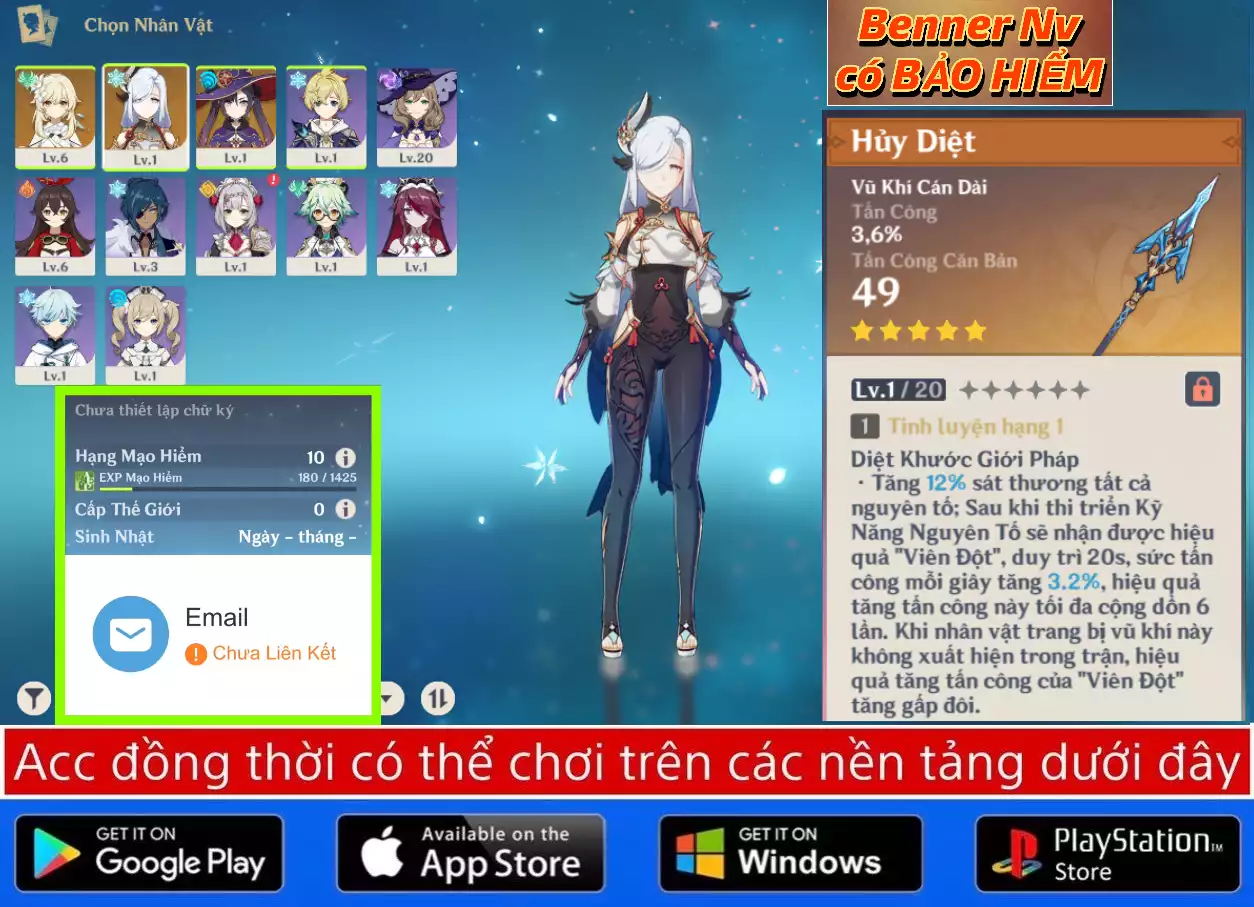 Chọn Nhân Vật
Benner Nv
có BẢO HIỂM
Lv.6
Lv.1
Lv.1
Lv.1
Lv.20
Lv.6
Lv.3
Lv.1
Lv.1
Lv.1
Lv.1
Lv.1
Chưa thiết lập chữ ký
Hạng Mạo Hiểm 10
EXP Mạo Hiểm 180 / 1425
Cấp Thế Giới 0
Sinh Nhật Ngày - tháng -
Email
Chưa Liên Kết
Hủy Diệt
Vũ Khí Cán Dài
Tấn Công
3,6%
Tấn Công Căn Bản
49
Lv.1 / 20
1 Tinh luyện hạng 1
Diệt Khước Giới Pháp
· Tăng 12% sát thương tất cả
nguyên tố; Sau khi thi triển Kỹ
Năng Nguyên Tố sẽ nhận được hiệu
quả "Viên Đột", duy trì 20s, sức tấn
công mỗi giây tăng 3.2%, hiệu quả
tăng tấn công này tối đa cộng dồn 6
lần. Khi nhân vật trang bị vũ khí này
không xuất hiện trong trận, hiệu
quả tăng tấn công của "Viên Đột"
tăng gấp đôi.
Acc đồng thời có thể chơi trên các nền tảng dưới đây
GET IT ON
Google Play
Available on the
App Store
GET IT ON
Windows
PlayStation™
Store